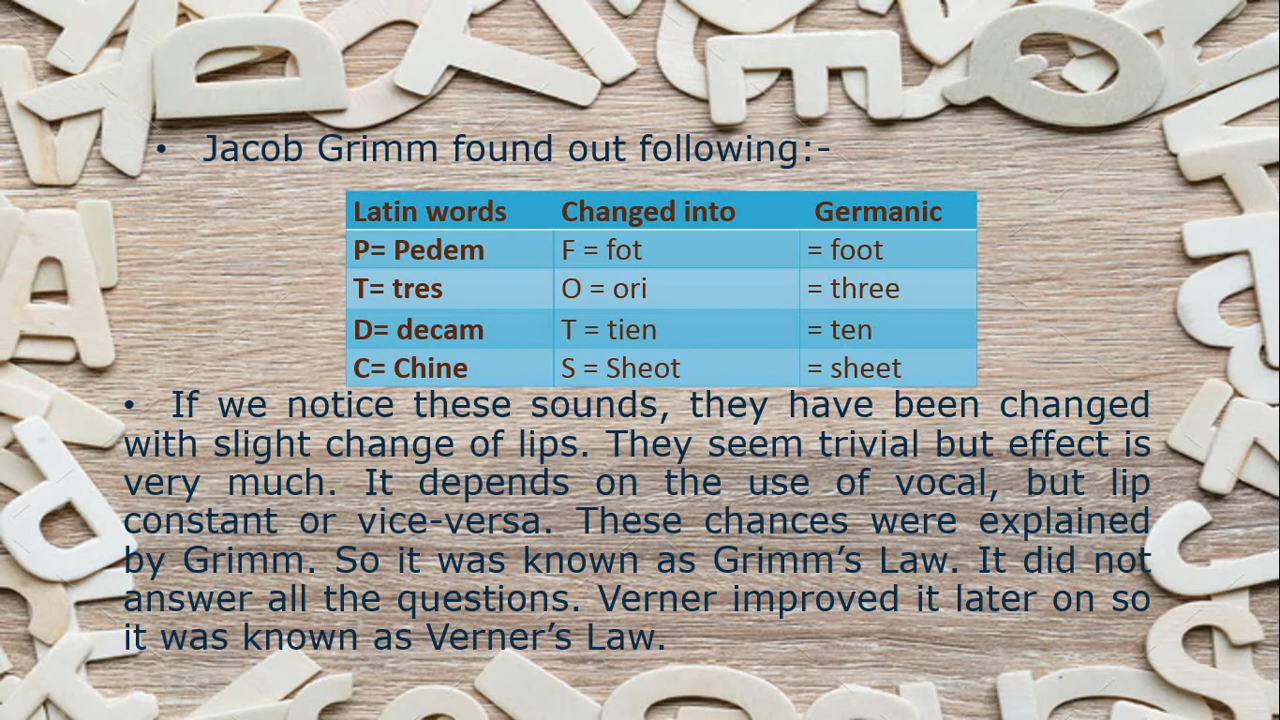 • Jacob Grimm found out following:-
Latin words Changed into Germanic
P= Pedem F = fot = foot
T= tres O = ori = three
D= decam T = tien = ten
C= Chine S = Sheot = sheet
• If we notice these sounds, they have been changed
with slight change of lips. They seem trivial but effect is
very much. It depends on the use of vocal, but lip
constant or vice-versa. These chances were explained
by Grimm. So it was known as Grimm’s Law. It did not
answer all the questions. Verner improved it later on so
it was known as Verner’s Law.